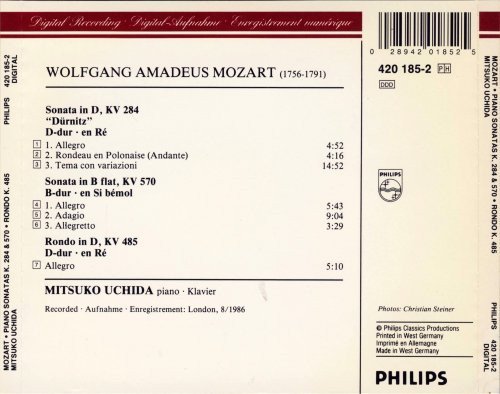 Digital Recording · Digital-Aufnahme · Enregistrement numérique
WOLFGANG AMADEUS MOZART (1756-1791)
Sonata in D, KV 284
"Dürnitz"
D-dur · en Ré
1 1. Allegro 4:52
2 2. Rondeau en Polonaise (Andante) 4:16
3 3. Tema con variazioni 14:52
Sonata in B flat, KV 570
B-dur · en Si bémol
4 1. Allegro 5:43
5 2. Adagio 9:04
6 3. Allegretto 3:29
Rondo in D, KV 485
D-dur · en Ré
7 Allegro 5:10
MITSUKO UCHIDA piano · Klavier
Recorded · Aufnahme · Enregistrement: London, 8/1986
0 28942 01852 5
420 185-2 PH
DDD
PHILIPS
Photos: Christian Steiner
© Philips Classics Productions
Printed in West Germany
Imprimé en Allemagne
Made in West Germany
PHILIPS
MOZART • PIANO SONATAS K. 284 & 570 • RONDO K. 485
MITSUKO UCHIDA
PHILIPS
420 185-2
DIGITAL
MOZART • PIANO SONATAS K. 284 & 570 • RONDO K. 485
MITSUKO UCHIDA
PHILIPS
420 185-2
DIGITAL